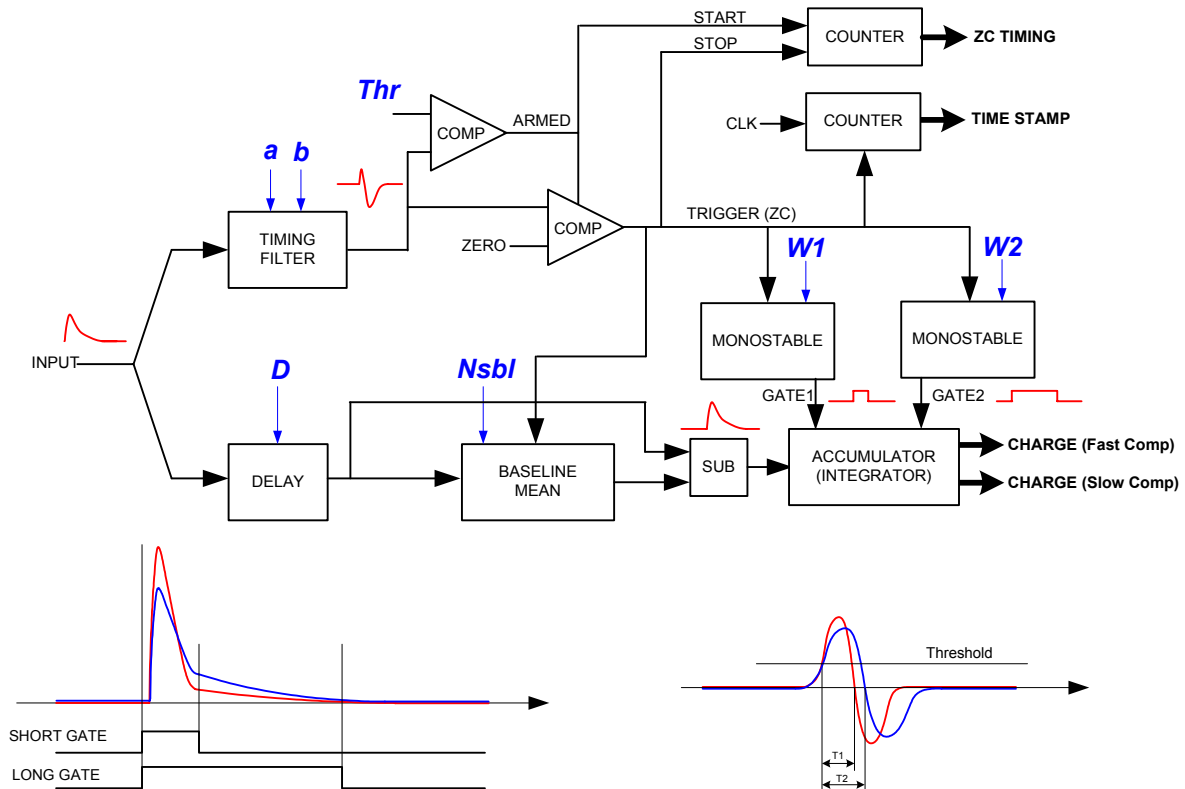 START
STOP
COUNTER
ZC TIMING
Thr
COMP
ARMED
CLK
COUNTER
TIME STAMP
a
b
TIMING
FILTER
COMP
ZERO
TRIGGER (ZC)
W1
W2
MONOSTABLE
MONOSTABLE
INPUT
D
Nsbl
GATE1
GATE2
DELAY
BASELINE
MEAN
SUB
ACCUMULATOR
(INTEGRATOR)
CHARGE (Fast Comp)
CHARGE (Slow Comp)
SHORT GATE
LONG GATE
Threshold
T1
T2